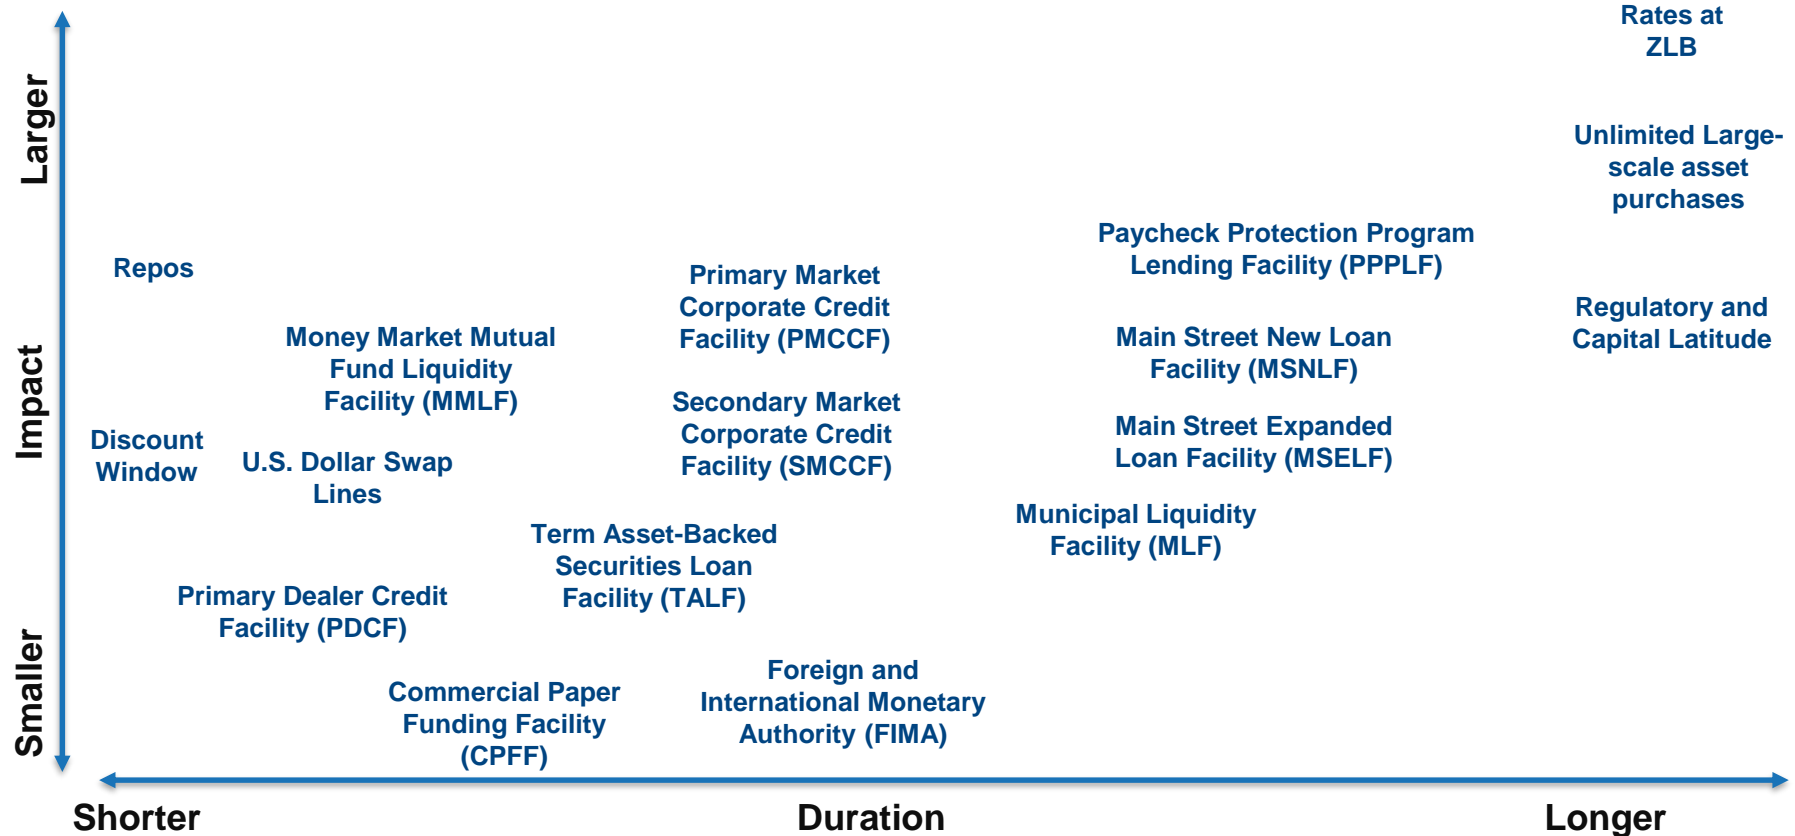 Rates at
ZLB
Larger
Unlimited Large-
scale asset
purchases
Paycheck Protection Program
Lending Facility (PPPLF)
Repos
Primary Market
Corporate Credit
Facility (PMCCF)
Regulatory and
Capital Latitude
Money Market Mutual
Fund Liquidity
Facility (MMLF)
Main Street New Loan
Facility (MSNLF)
Impact
Secondary Market
Corporate Credit
Facility (SMCCF)
Main Street Expanded
Loan Facility (MSELF)
Discount
Window
U.S. Dollar Swap
Lines
Municipal Liquidity
Facility (MLF)
Term Asset-Backed
Securities Loan
Facility (TALF)
Primary Dealer Credit
Facility (PDCF)
Smaller
Foreign and
International Monetary
Authority (FIMA)
Commercial Paper
Funding Facility
(CPFF)
Shorter
Duration
Longer